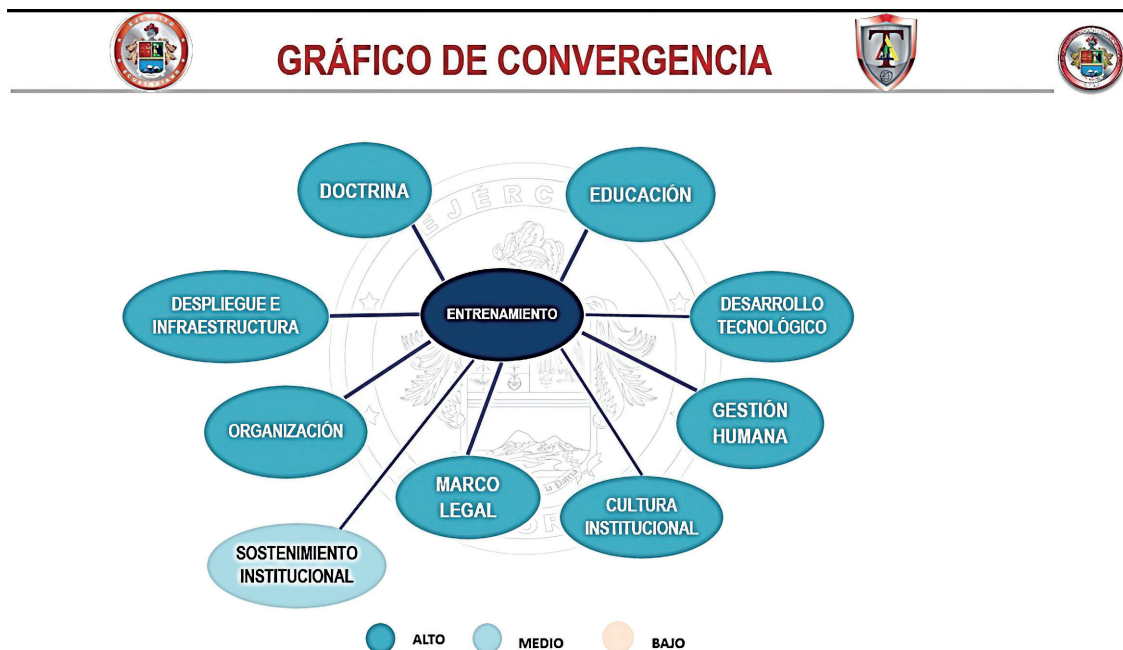 GRÁFICO DE CONVERGENCIA
DOCTRINA
EDUCACIÓN
DESPLIEGUE E
INFRAESTRUCTURA
ENTRENAMIENTO
DESARROLLO
TECNOLÓGICO
ORGANIZACIÓN
GESTIÓN
HUMANA
MARCO
LEGAL
CULTURA
INSTITUCIONAL
SOSTENIMIENTO
INSTITUCIONAL
ALTO
MEDIO
BAJO